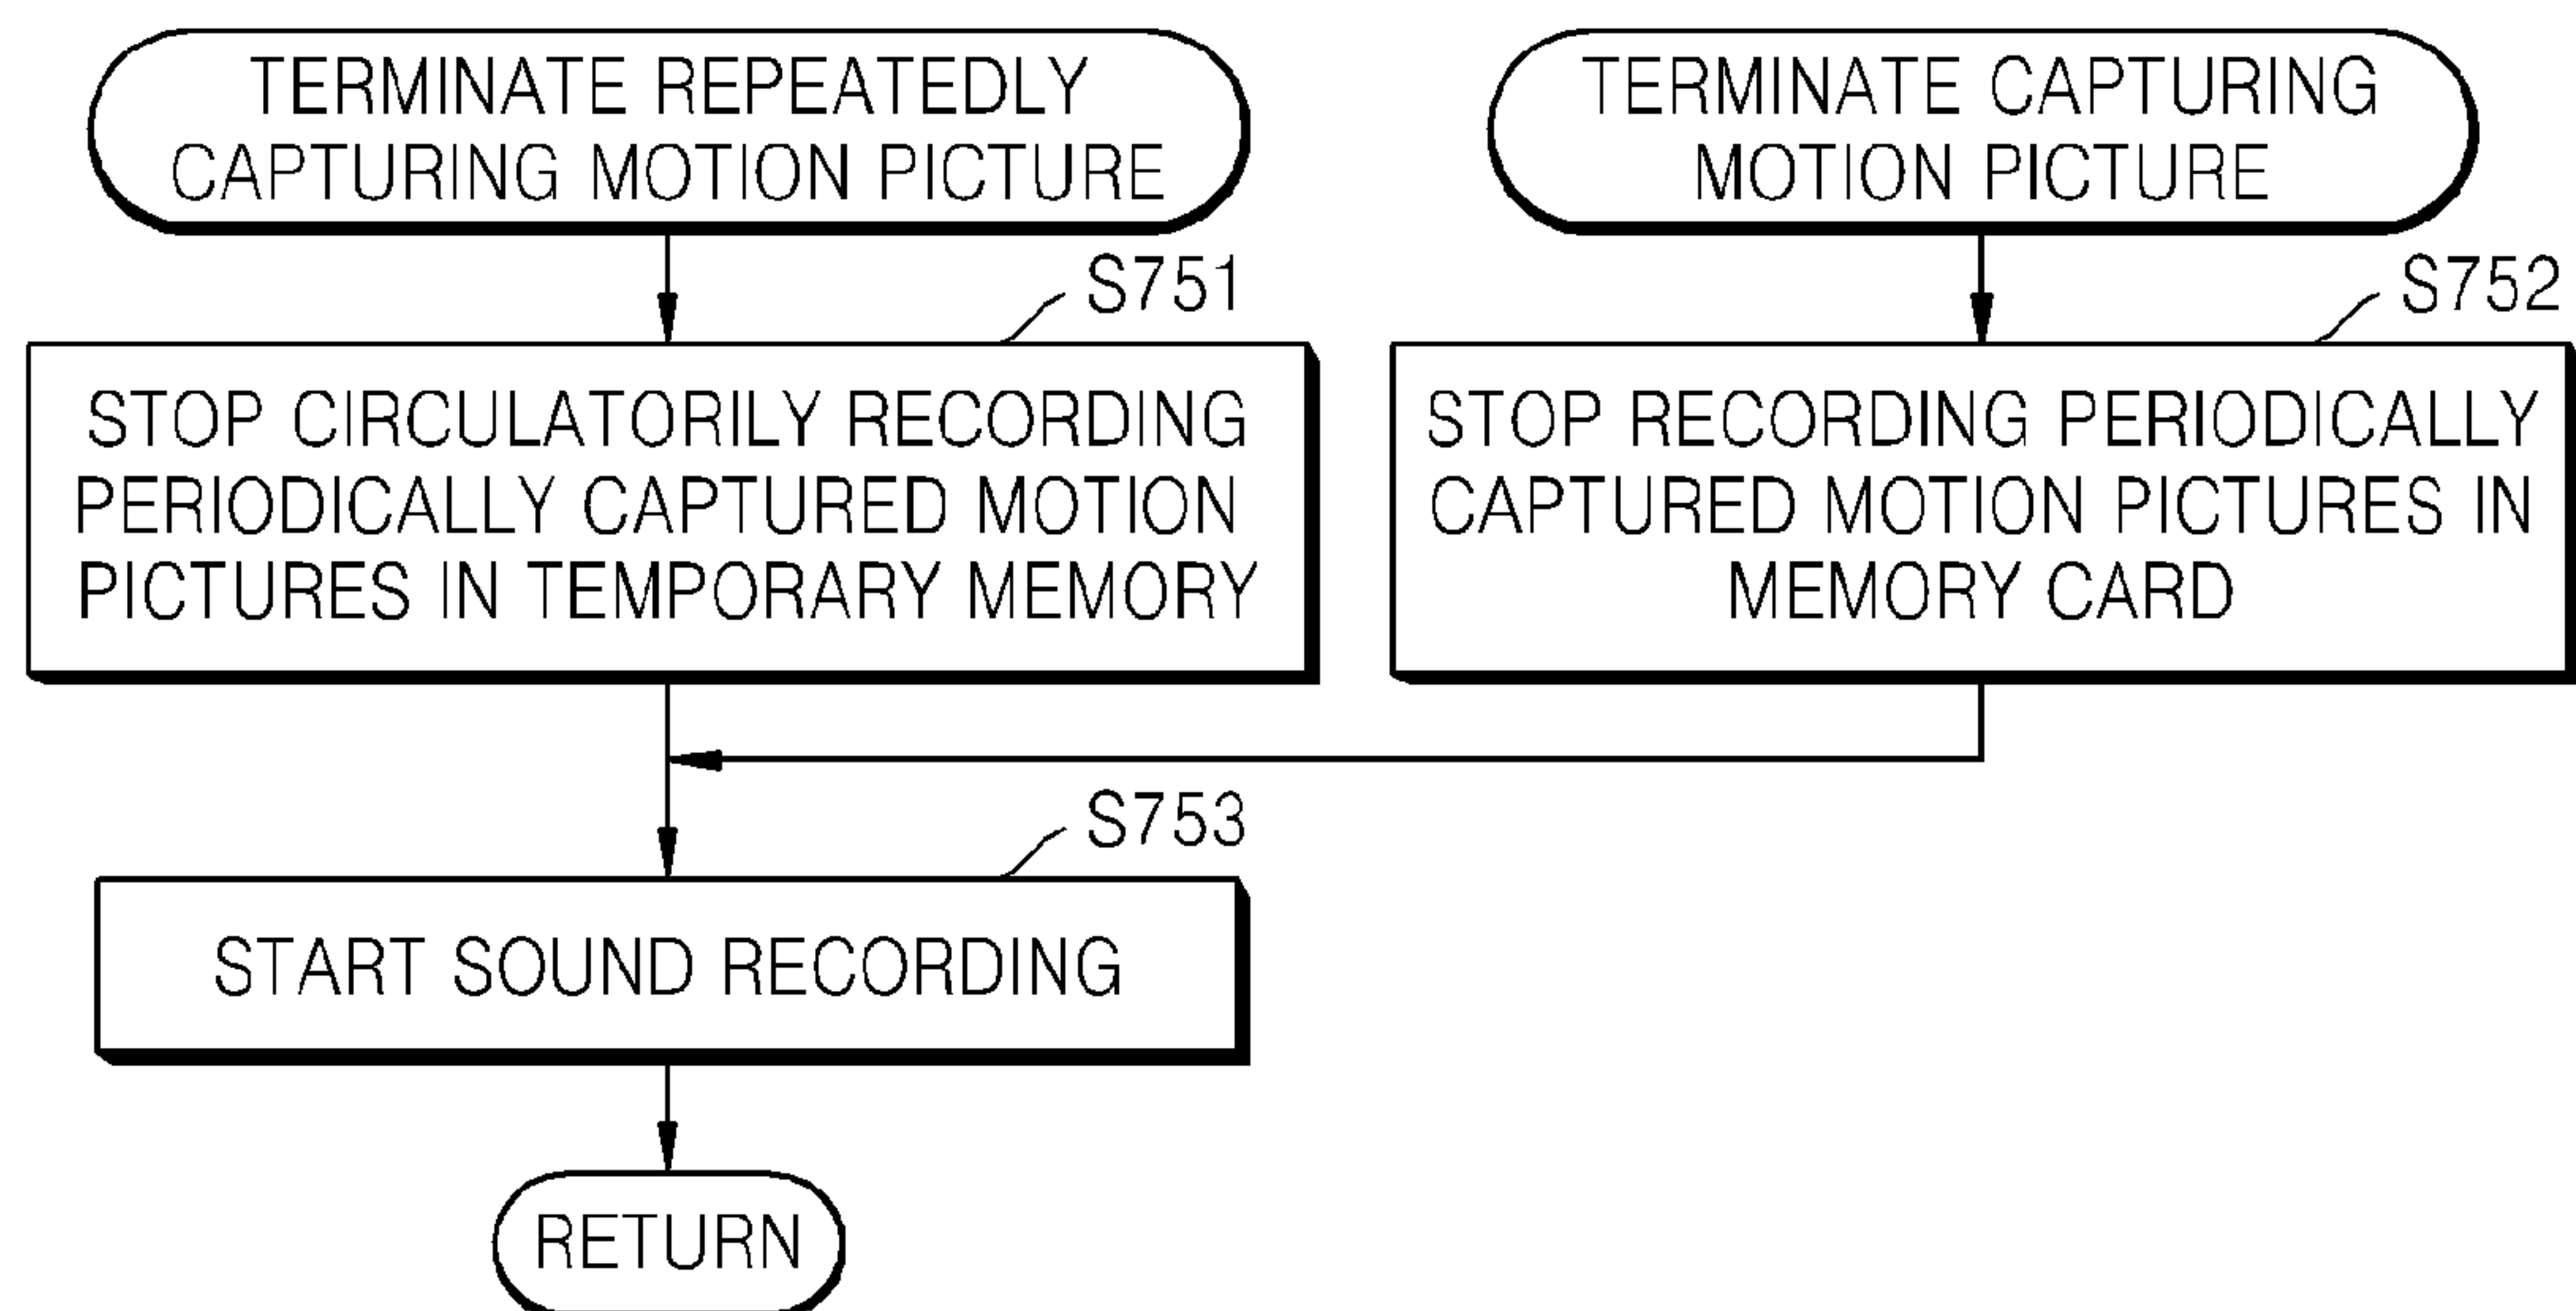 TERMINATE REPEATEDLY
CAPTURING MOTION PICTURE
TERMINATE CAPTURING
MOTION PICTURE
S751
STOP CIRCULATORILY RECORDING
PERIODICALLY CAPTURED MOTION
PICTURES IN TEMPORARY MEMORY
S752
STOP RECORDING PERIODICALLY
CAPTURED MOTION PICTURES IN
MEMORY CARD
S753
START SOUND RECORDING
RETURN